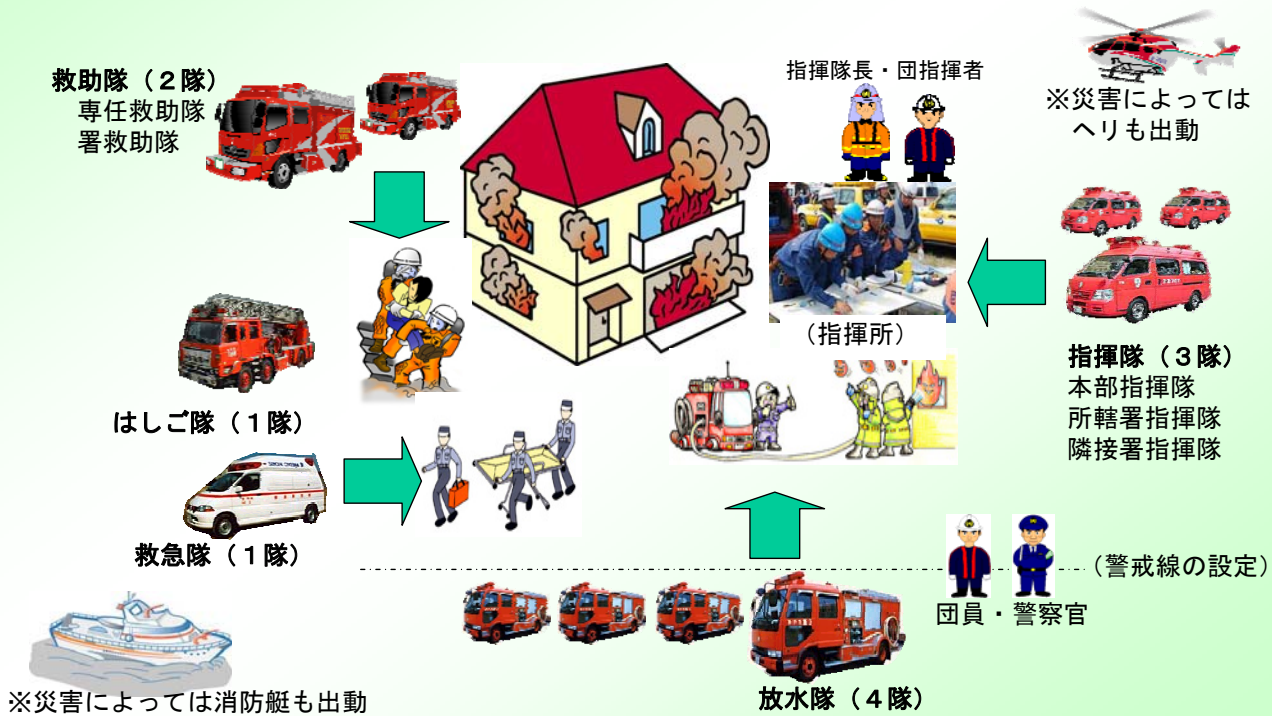 救助隊（２隊）
専任救助隊
署救助隊
指揮隊長・団指揮者
※災害によっては
ヘリも出動
（指揮所）
指揮隊（３隊）
本部指揮隊
所轄署指揮隊
隣接署指揮隊
はしご隊（１隊）
救急隊（１隊）
（警戒線の設定）
団員・警察官
放水隊（４隊）
※災害によっては消防艇も出動